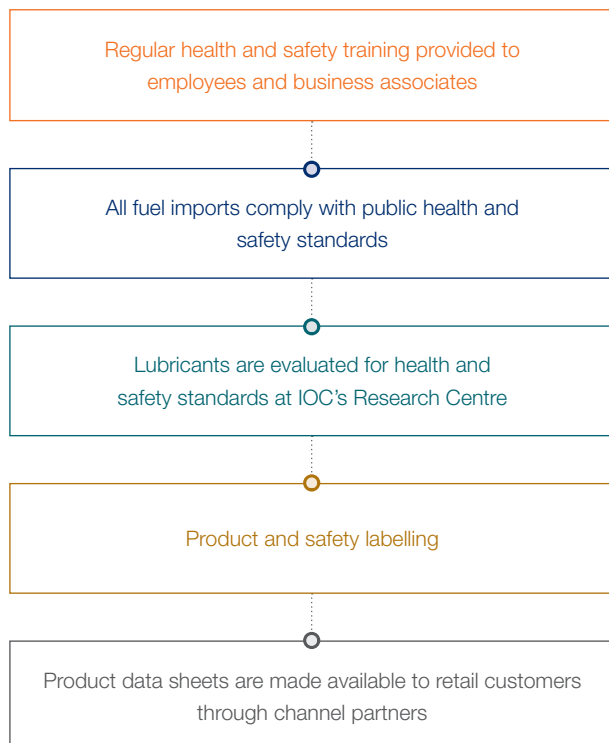 Regular health and safety training provided to
employees and business associates
All fuel imports comply with public health and
safety standards
Lubricants are evaluated for health and
safety standards at IOC's Research Centre
Product and safety labelling
Product data sheets are made available to retail customers
through channel partners